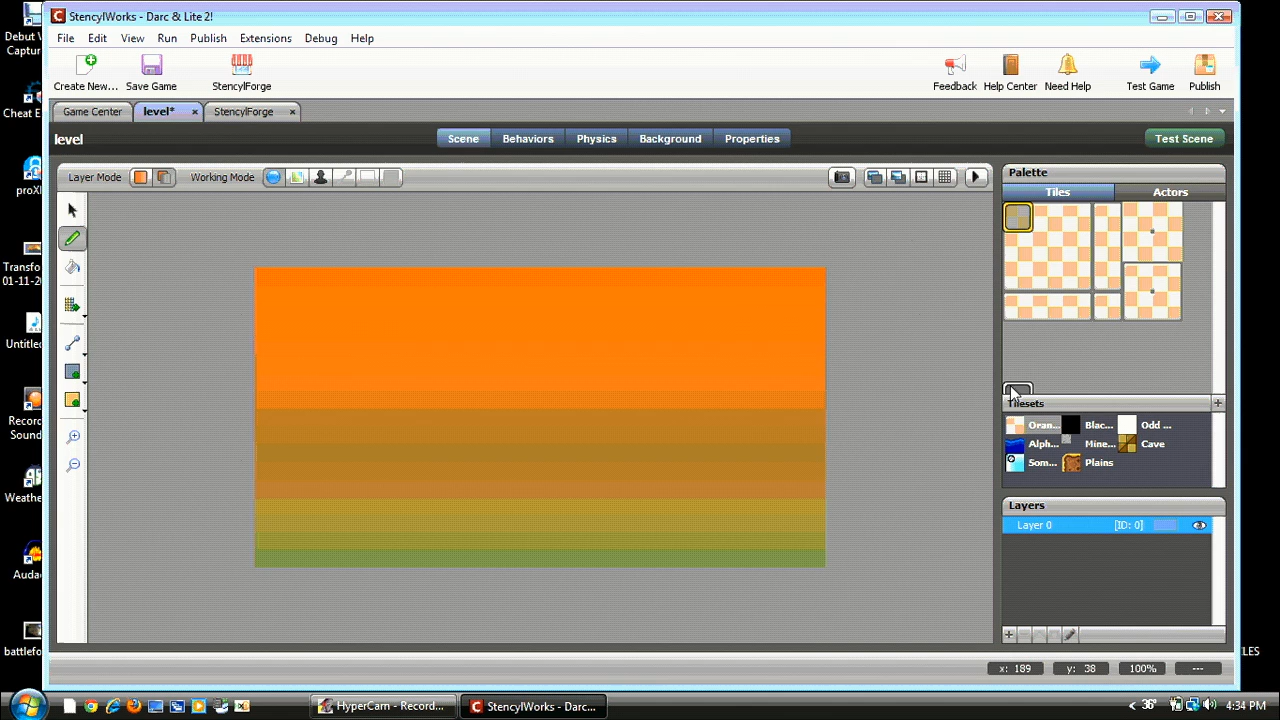 Debut V
Captur
Cheat E
proXI
Transfo
01-11-2
Untitle
Record
Sound
Weathe
Audac
battlefo
StencylWorks - Darc & Lite 2!
File Edit View Run Publish Extensions Debug Help
Create New... Save Game StencylForge Feedback Help Center Need Help Test Game Publish
Game Center level* × StencylForge ×
level Scene Behaviors Physics Background Properties Test Scene
Layer Mode Working Mode
Palette
Tiles Actors
Tilesets +
Oran... Blac... Odd ...
Alph... Mine... Cave
Som... Plains
Layers
Layer 0 [ID: 0]
x: 189 y: 38 100% ---
HyperCam - Record... StencylWorks - Darc... < 36° 4:34 PM